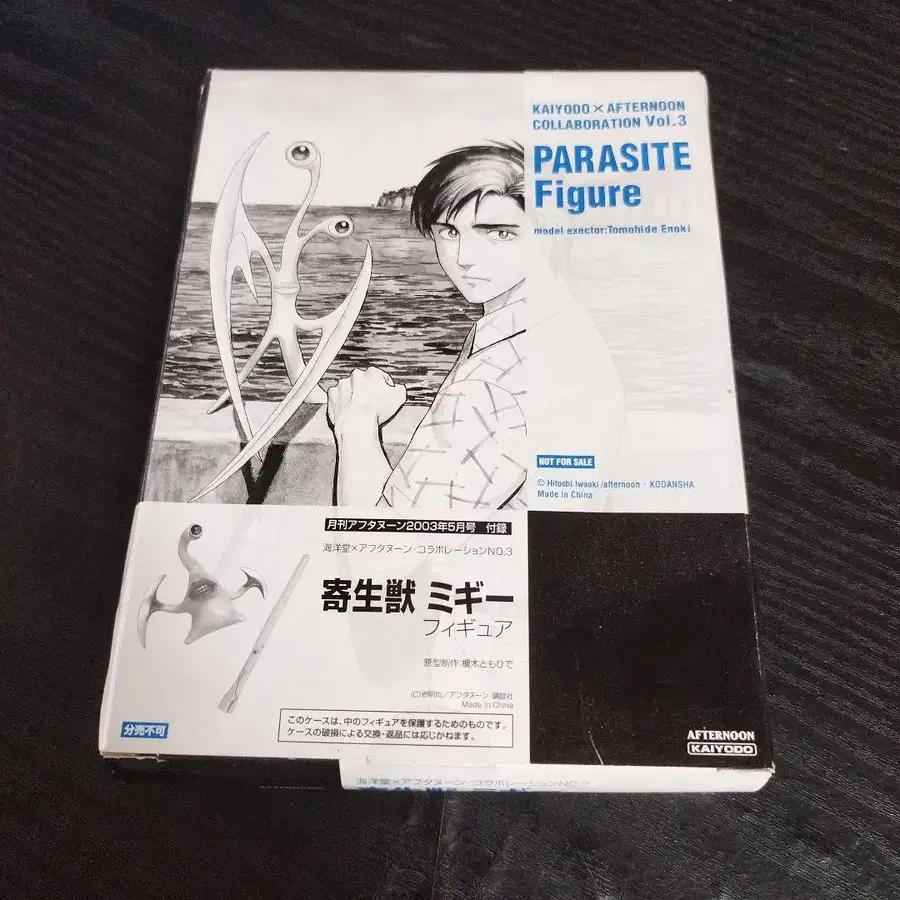 KAIYODO×AFTERNOON
COLLABORATION Vol.3
PARASITE
Figure
model exector:Tomohide Enoki
NOT FOR SALE
© Hitoshi Iwaaki/afternoon・KODANSHA
Made in China
月刊アフタヌーン2003年5月号 付録
海洋堂×アフタヌーン・コラボレーションNO.3
寄生獣 ミギー
フィギュア
原型制作:榎木ともひで
(C)岩明均/アフタヌーン 講談社
Made in China
このケースは、中のフィギュアを保護するためのものです。
ケースの破損による交換・返品には応じかねます。
分売不可
AFTERNOON
KAIYODO
海洋堂×アフタヌーン・コラボレーションNO.3